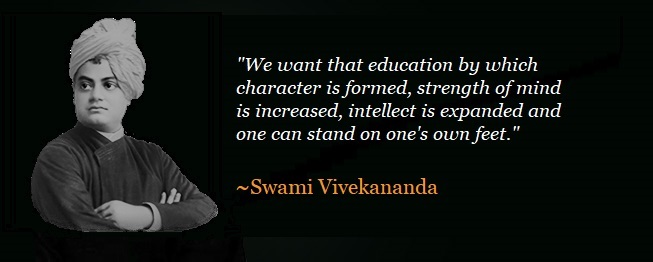 "We want that education by which
character is formed, strength of mind
is increased, intellect is expanded and
one can stand on one's own feet."
~Swami Vivekananda